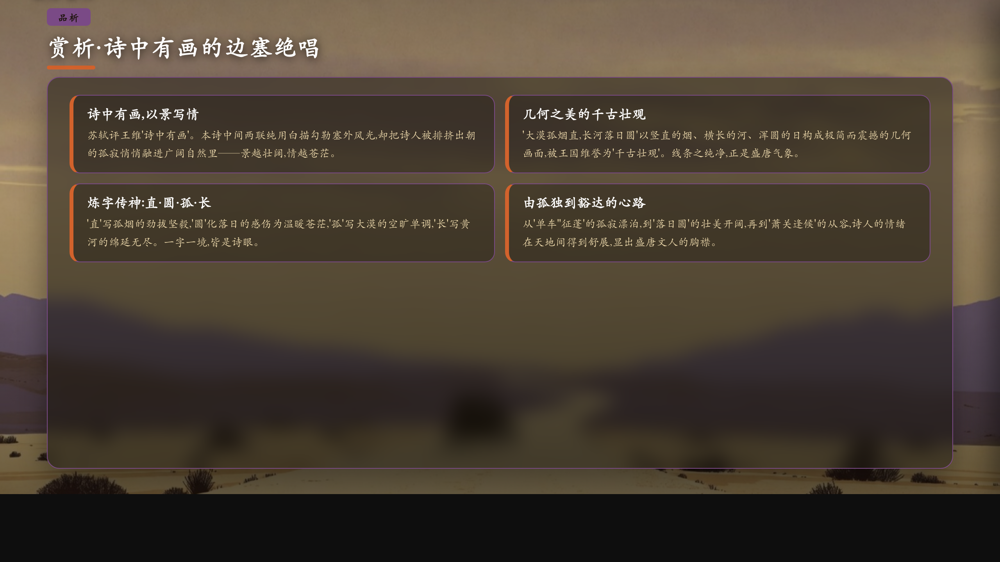 品析
赏析·诗中有画的边塞绝唱
诗中有画,以景写情
苏轼评王维'诗中有画'。本诗中间两联纯用白描勾勒塞外风光,却把诗人被排挤出朝
的孤寂悄悄融进广阔自然里——景越壮阔,情越苍茫。
几何之美的千古壮观
'大漠孤烟直,长河落日圆'以竖直的烟、横长的河、浑圆的日构成极简而震撼的几何
画面,被王国维誉为'千古壮观'。线条之纯净,正是盛唐气象。
炼字传神:直·圆·孤·长
'直'写孤烟的劲拔坚毅,'圆'化落日的感伤为温暖苍茫,'孤'写大漠的空旷单调,'长'写黄
河的绵延无尽。一字一境,皆是诗眼。
由孤独到豁达的心路
从'单车''征蓬'的孤寂漂泊,到'落日圆'的壮美开阔,再到'萧关逢候'的从容,诗人的情绪
在天地间得到舒展,显出盛唐文人的胸襟。